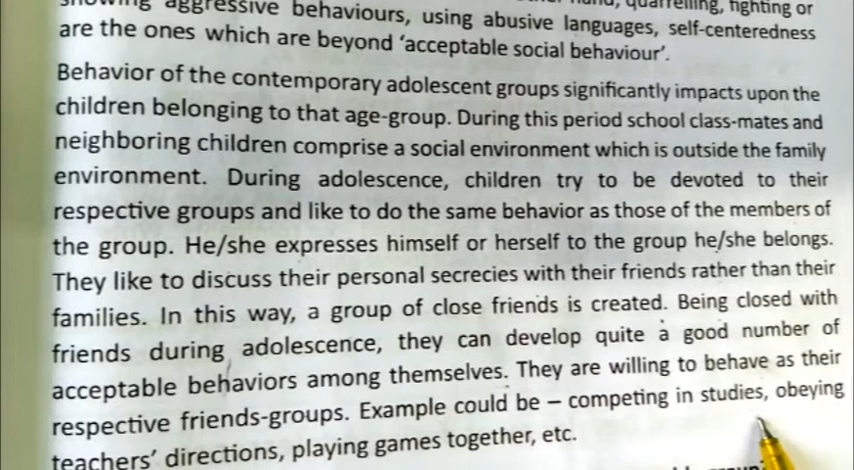 showing aggressive behaviours, using abusive languages, self-centeredness
hand, quarrelling, fighting or
are the ones which are beyond ‘acceptable social behaviour’.
Behavior of the contemporary adolescent groups significantly impacts upon the
children belonging to that age-group. During this period school class-mates and
neighboring children comprise a social environment which is outside the family
environment. During adolescence, children try to be devoted to their
respective groups and like to do the same behavior as those of the members of
the group. He/she expresses himself or herself to the group he/she belongs.
They like to discuss their personal secrecies with their friends rather than their
families. In this way, a group of close friends is created. Being closed with
friends during adolescence, they can develop quite a good number of
acceptable behaviors among themselves. They are willing to behave as their
respective friends-groups. Example could be – competing in studies, obeying
teachers’ directions, playing games together, etc.